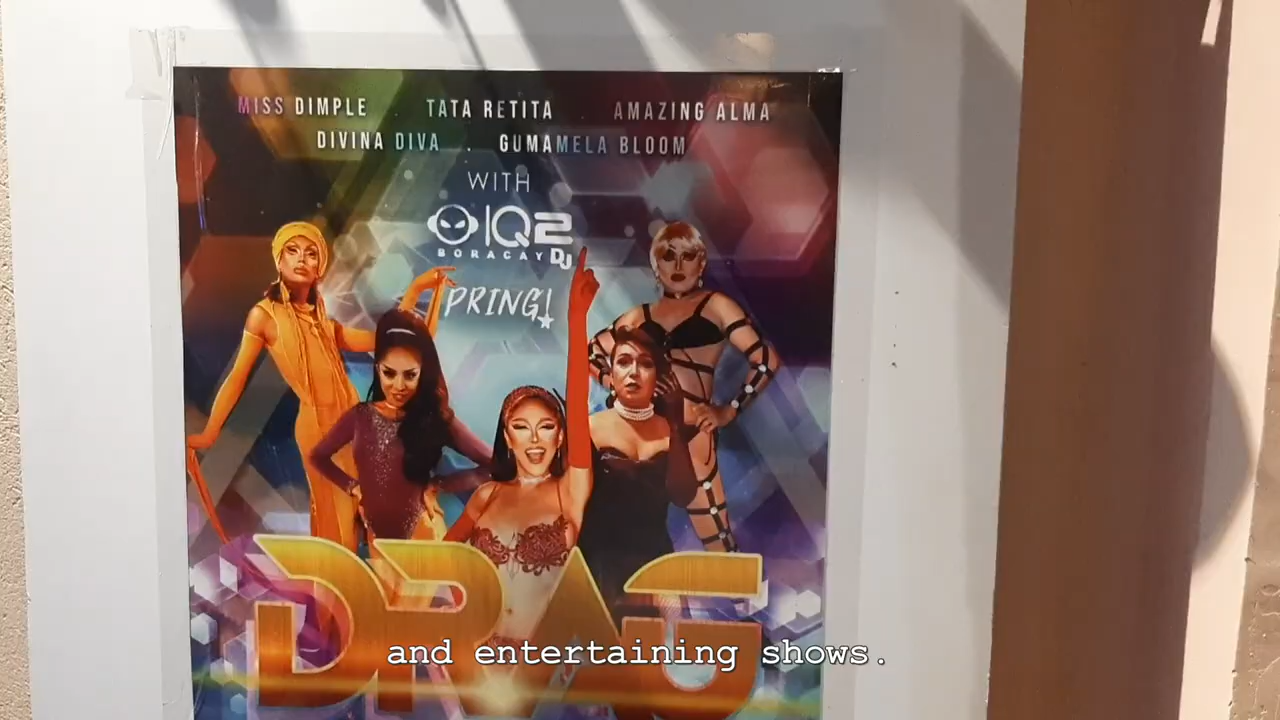 MISS DIMPLE . TATA RETITA . AMAZING ALMA
DIVINA DIVA . GUMAMELA BLOOM
WITH
IQ2
BORACAY DJ
PRING!
DRAG
and entertaining shows.